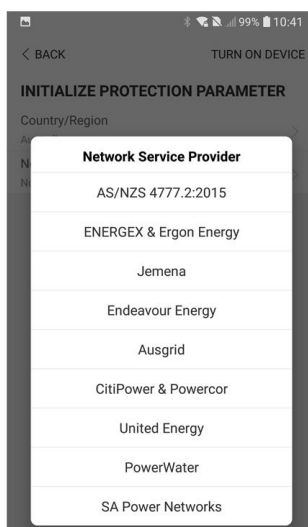 99% 10:41
< BACK
TURN ON DEVICE
INITIALIZE PROTECTION PARAMETER
Country/Region
Network Service Provider
AS/NZS 4777.2:2015
ENERGEX & Ergon Energy
Jemena
Endeavour Energy
Ausgrid
CitiPower & Powercor
United Energy
PowerWater
SA Power Networks